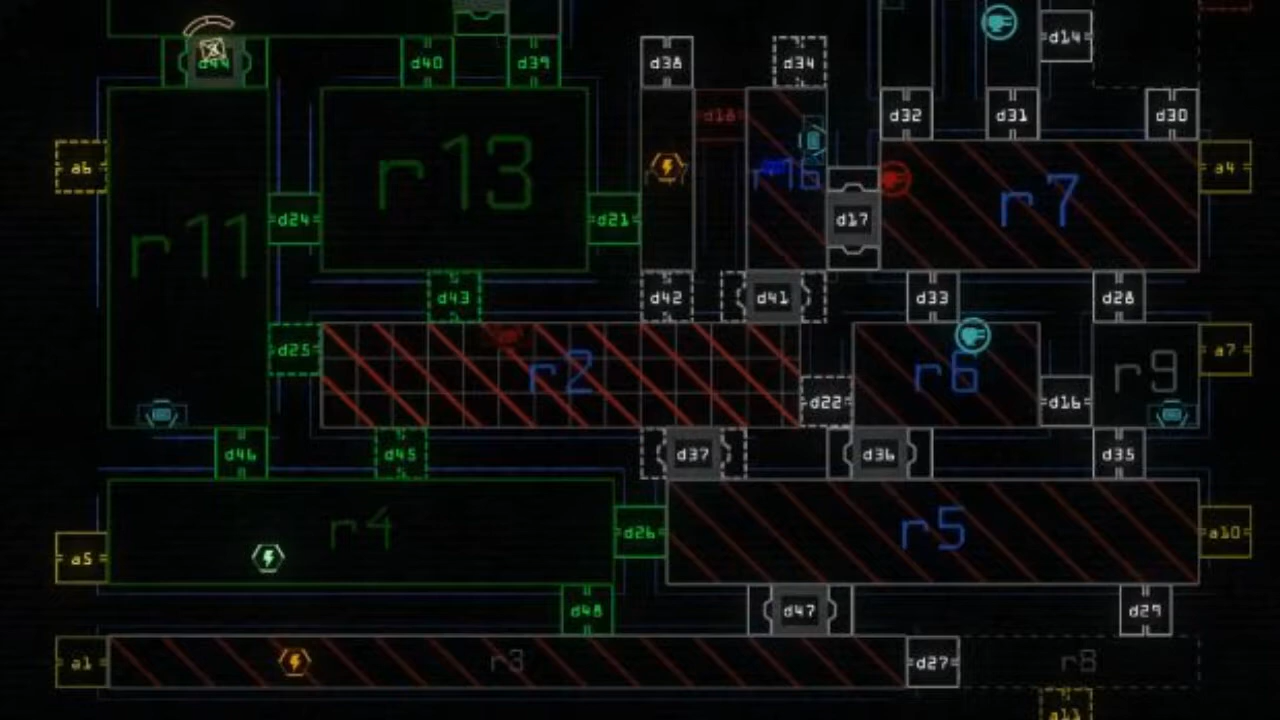 d44
d40
d39
d38
d34
d14
d18
d32
d31
d30
a6
r11
r13
r16
r7
a4
d24
d21
d17
d43
d42
d41
d33
d28
d25
r2
r6
r9
a7
d22
d16
d46
d45
d37
d36
d35
a5
r4
d26
r5
a10
d48
d47
d29
a1
r3
d27
r8